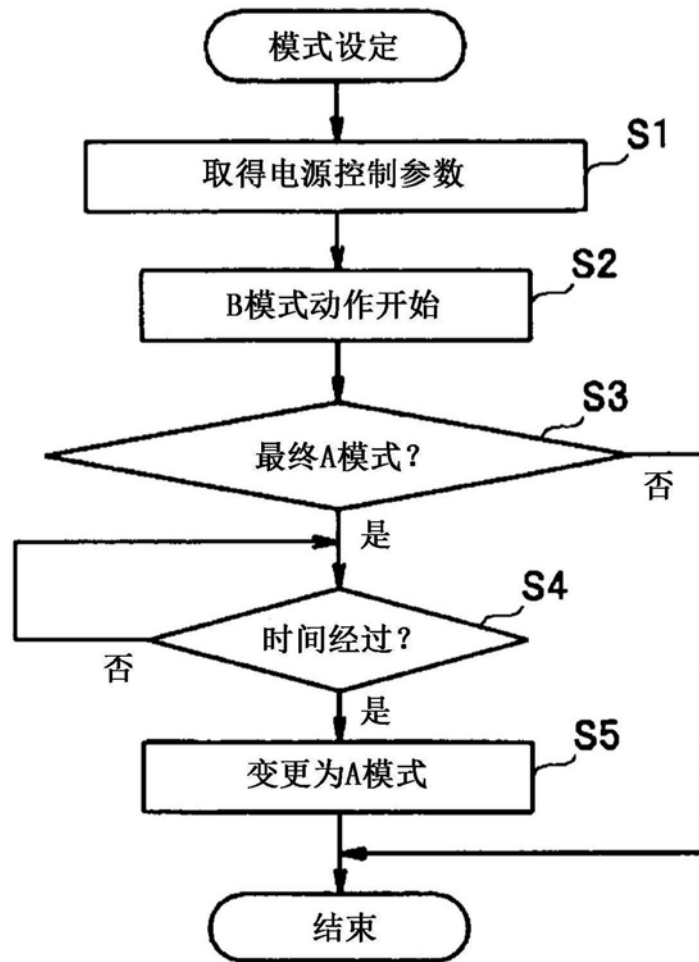 模式设定
S1
取得电源控制参数
S2
B模式动作开始
S3
最终A模式？
否
是
S4
时间经过？
否
是
S5
变更为A模式
结束